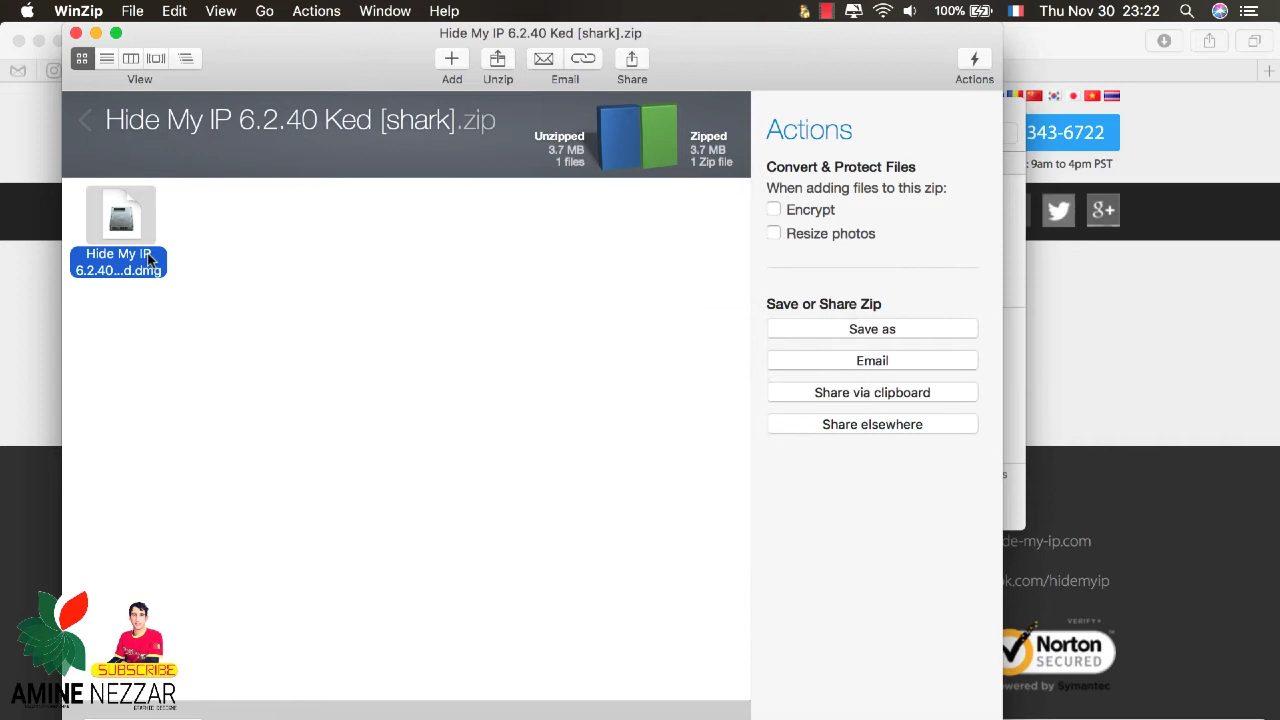 WinZip File Edit View Go Actions Window Help 100% Thu Nov 30 23:22
Hide My IP 6.2.40 Ked [shark].zip
View Add Unzip Email Share Actions
Hide My IP 6.2.40 Ked [shark].zip
Unzipped
3.7 MB
1 files
Zipped
3.7 MB
1 Zip file
Hide My IP
6.2.40...d.dmg
Actions
Convert & Protect Files
When adding files to this zip:
Encrypt
Resize photos
Save or Share Zip
Save as
Email
Share via clipboard
Share elsewhere
343-6722
: 9am to 4pm PST
g+
s
de-my-ip.com
ok.com/hidemyip
VERIFY+
Norton
SECURED
powered by Symantec
SUBSCRIBE
AMINE NEZZAR
GRAPHIC DESIGNE